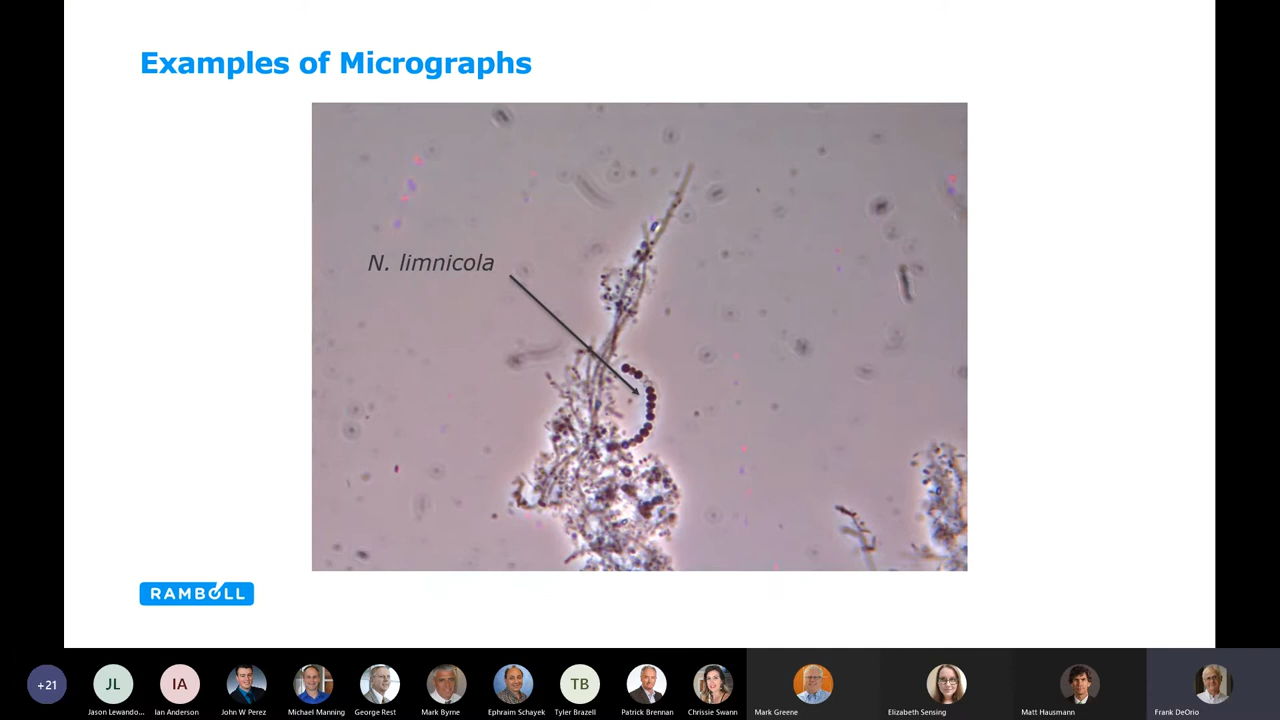 Examples of Micrographs
N. limnicola
RAMBOLL
+21
JL
IA
TB
Jason Lewando...
Ian Anderson
John W Perez
Michael Manning
George Rest
Mark Byrne
Ephraim Schayek
Tyler Brazell
Patrick Brennan
Chrissie Swann
Mark Greene
Elizabeth Sensing
Matt Hausmann
Frank DeOrio